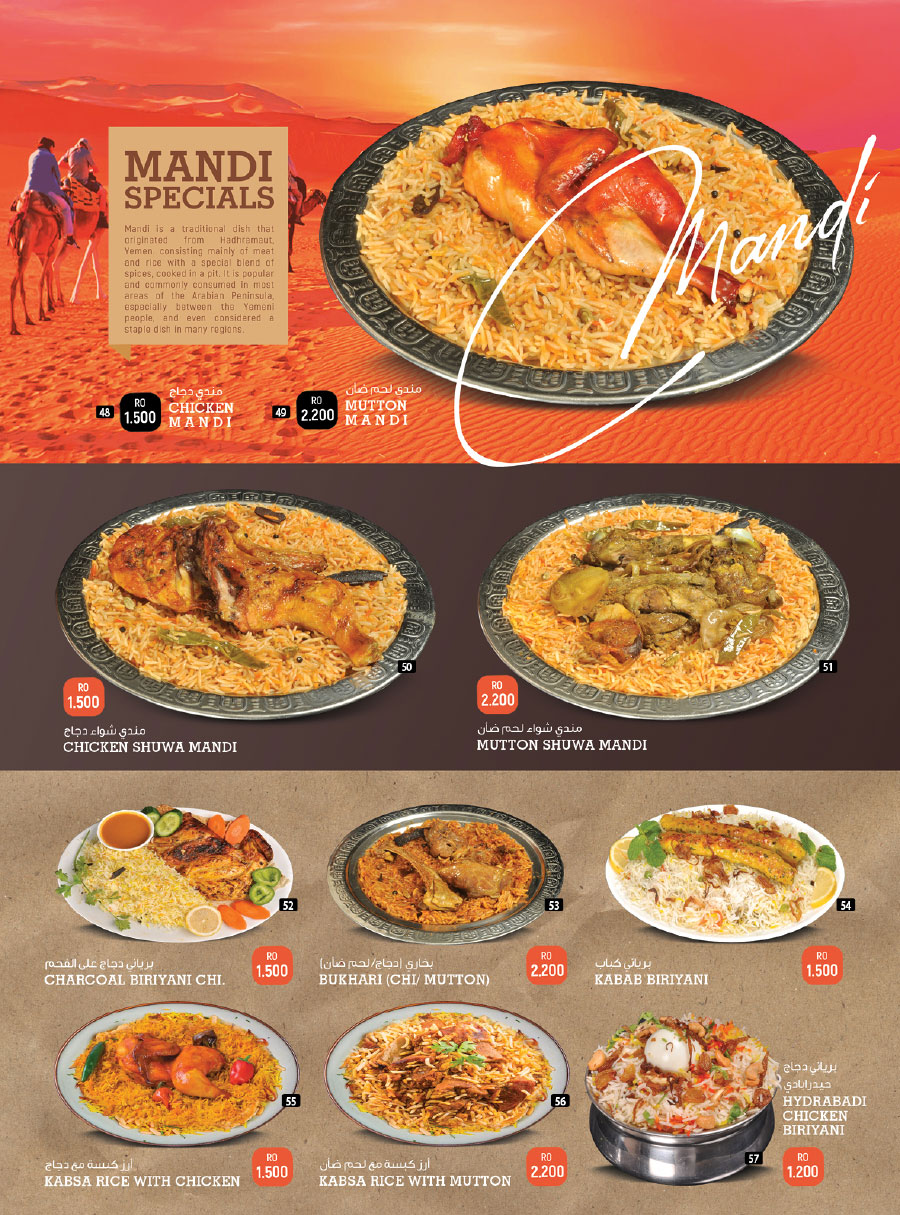 MANDI
SPECIALS
Mandi is a traditional dish that
originated from Hadhramaut,
Yemen, consisting mainly of meat
and rice with a special blend of
spices, cooked in a pit. It is popular
and commonly consumed in most
areas of the Arabian Peninsula,
especially between the Yemeni
people, and even considered a
staple dish in many regions.
Mandi
48
RO
1.500
مندي دجاج
CHICKEN
MANDI
49
RO
2.200
مندي لحم ضأن
MUTTON
MANDI
50
RO
1.500
مندي شواء دجاج
CHICKEN SHUWA MANDI
51
RO
2.200
مندي شواء لحم ضأن
MUTTON SHUWA MANDI
52
برياني دجاج على الفحم
CHARCOAL BIRIYANI CHI.
RO
1.500
53
بخاري (دجاج/لحم ضأن)
BUKHARI (CHI/ MUTTON)
RO
2.200
54
برياني كباب
KABAB BIRIYANI
RO
1.500
55
أرز كبسة مع دجاج
KABSA RICE WITH CHICKEN
RO
1.500
56
أرز كبسة مع لحم ضأن
KABSA RICE WITH MUTTON
RO
2.200
57
برياني دجاج
حيدرابادي
HYDRABADI
CHICKEN
BIRIYANI
RO
1.200